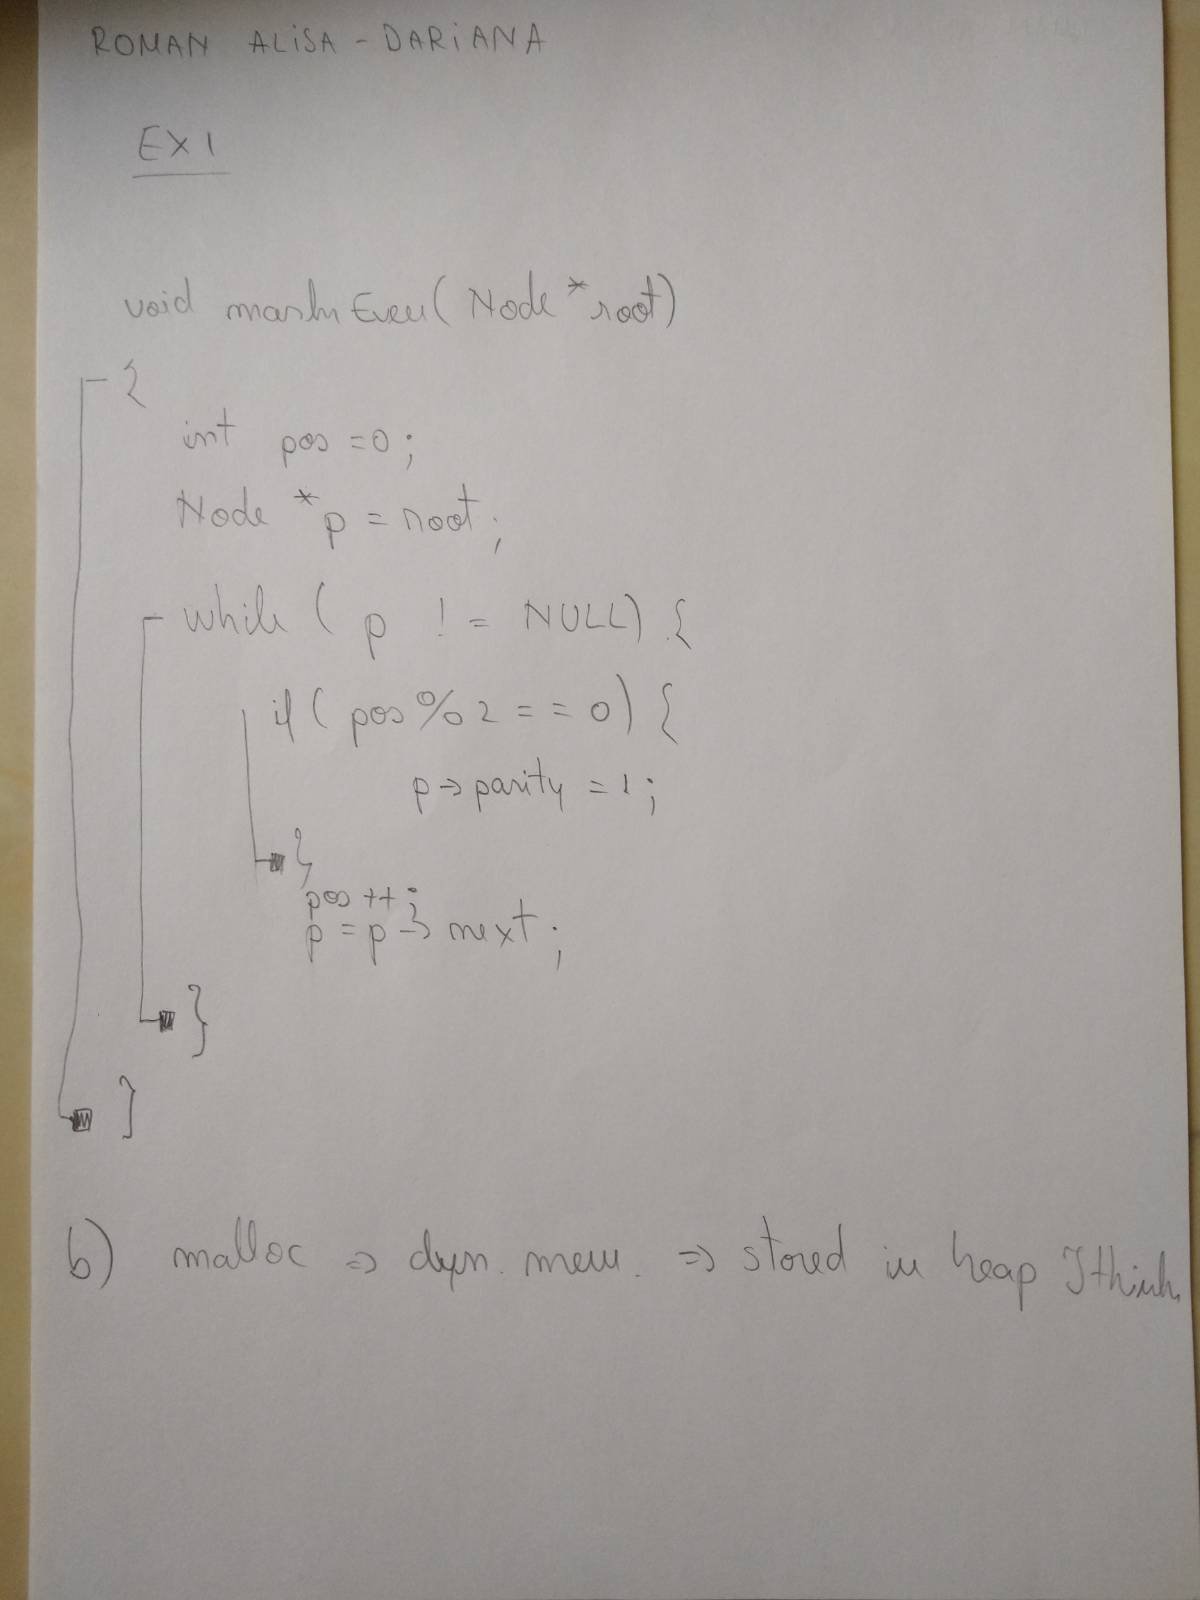 ROMAN ALISA - DARIANA
EX 1
void markEven(Node *root)
{
int pos = 0;
Node *p = root;
while ( p != NULL) {
if ( pos % 2 == 0) {
p -> parity = 1;
}
pos ++;
p = p -> next;
}
}
b) malloc => dyn. mem. => stored in heap I think